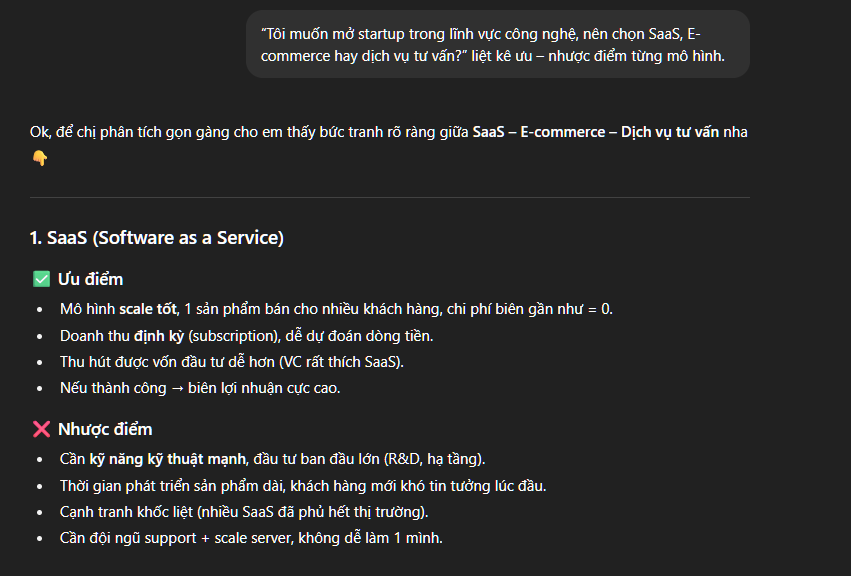 “Tôi muốn mở startup trong lĩnh vực công nghệ, nên chọn SaaS, E-
commerce hay dịch vụ tư vấn?” liệt kê ưu – nhược điểm từng mô hình.
Ok, để chị phân tích gọn gàng cho em thấy bức tranh rõ ràng giữa SaaS – E-commerce – Dịch vụ tư vấn nha
👇
1. SaaS (Software as a Service)
✅ Ưu điểm
• Mô hình scale tốt, 1 sản phẩm bán cho nhiều khách hàng, chi phí biên gần như = 0.
• Doanh thu định kỳ (subscription), dễ dự đoán dòng tiền.
• Thu hút được vốn đầu tư dễ hơn (VC rất thích SaaS).
• Nếu thành công → biên lợi nhuận cực cao.
❌ Nhược điểm
• Cần kỹ năng kỹ thuật mạnh, đầu tư ban đầu lớn (R&D, hạ tầng).
• Thời gian phát triển sản phẩm dài, khách hàng mới khó tin tưởng lúc đầu.
• Cạnh tranh khốc liệt (nhiều SaaS đã phủ hết thị trường).
• Cần đội ngũ support + scale server, không dễ làm 1 mình.